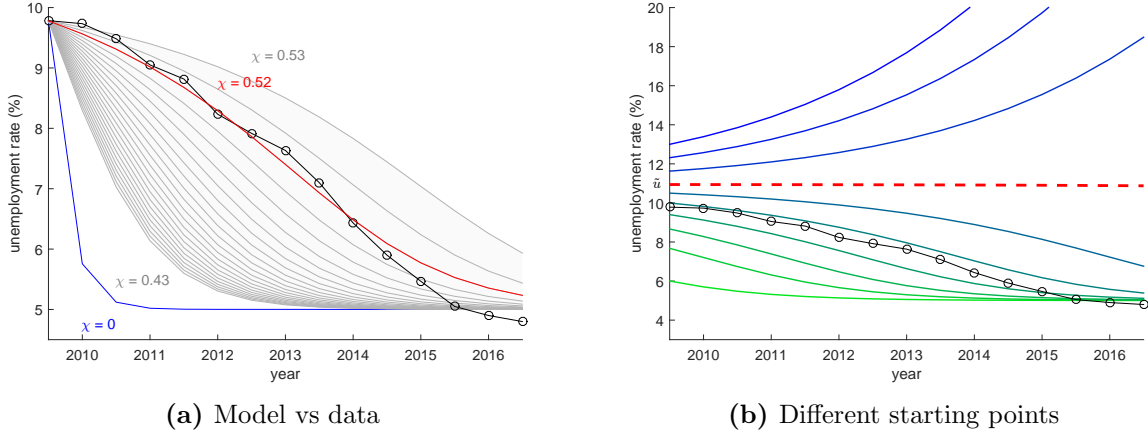 10
9
8
7
6
5
unemployment rate (%)
χ = 0.53
χ = 0.52
χ = 0.43
χ = 0
2010 2011 2012 2013 2014 2015 2016
year
(a) Model vs data
20
18
16
14
12
ũ
10
8
6
4
unemployment rate (%)
2010 2011 2012 2013 2014 2015 2016
year
(b) Different starting points